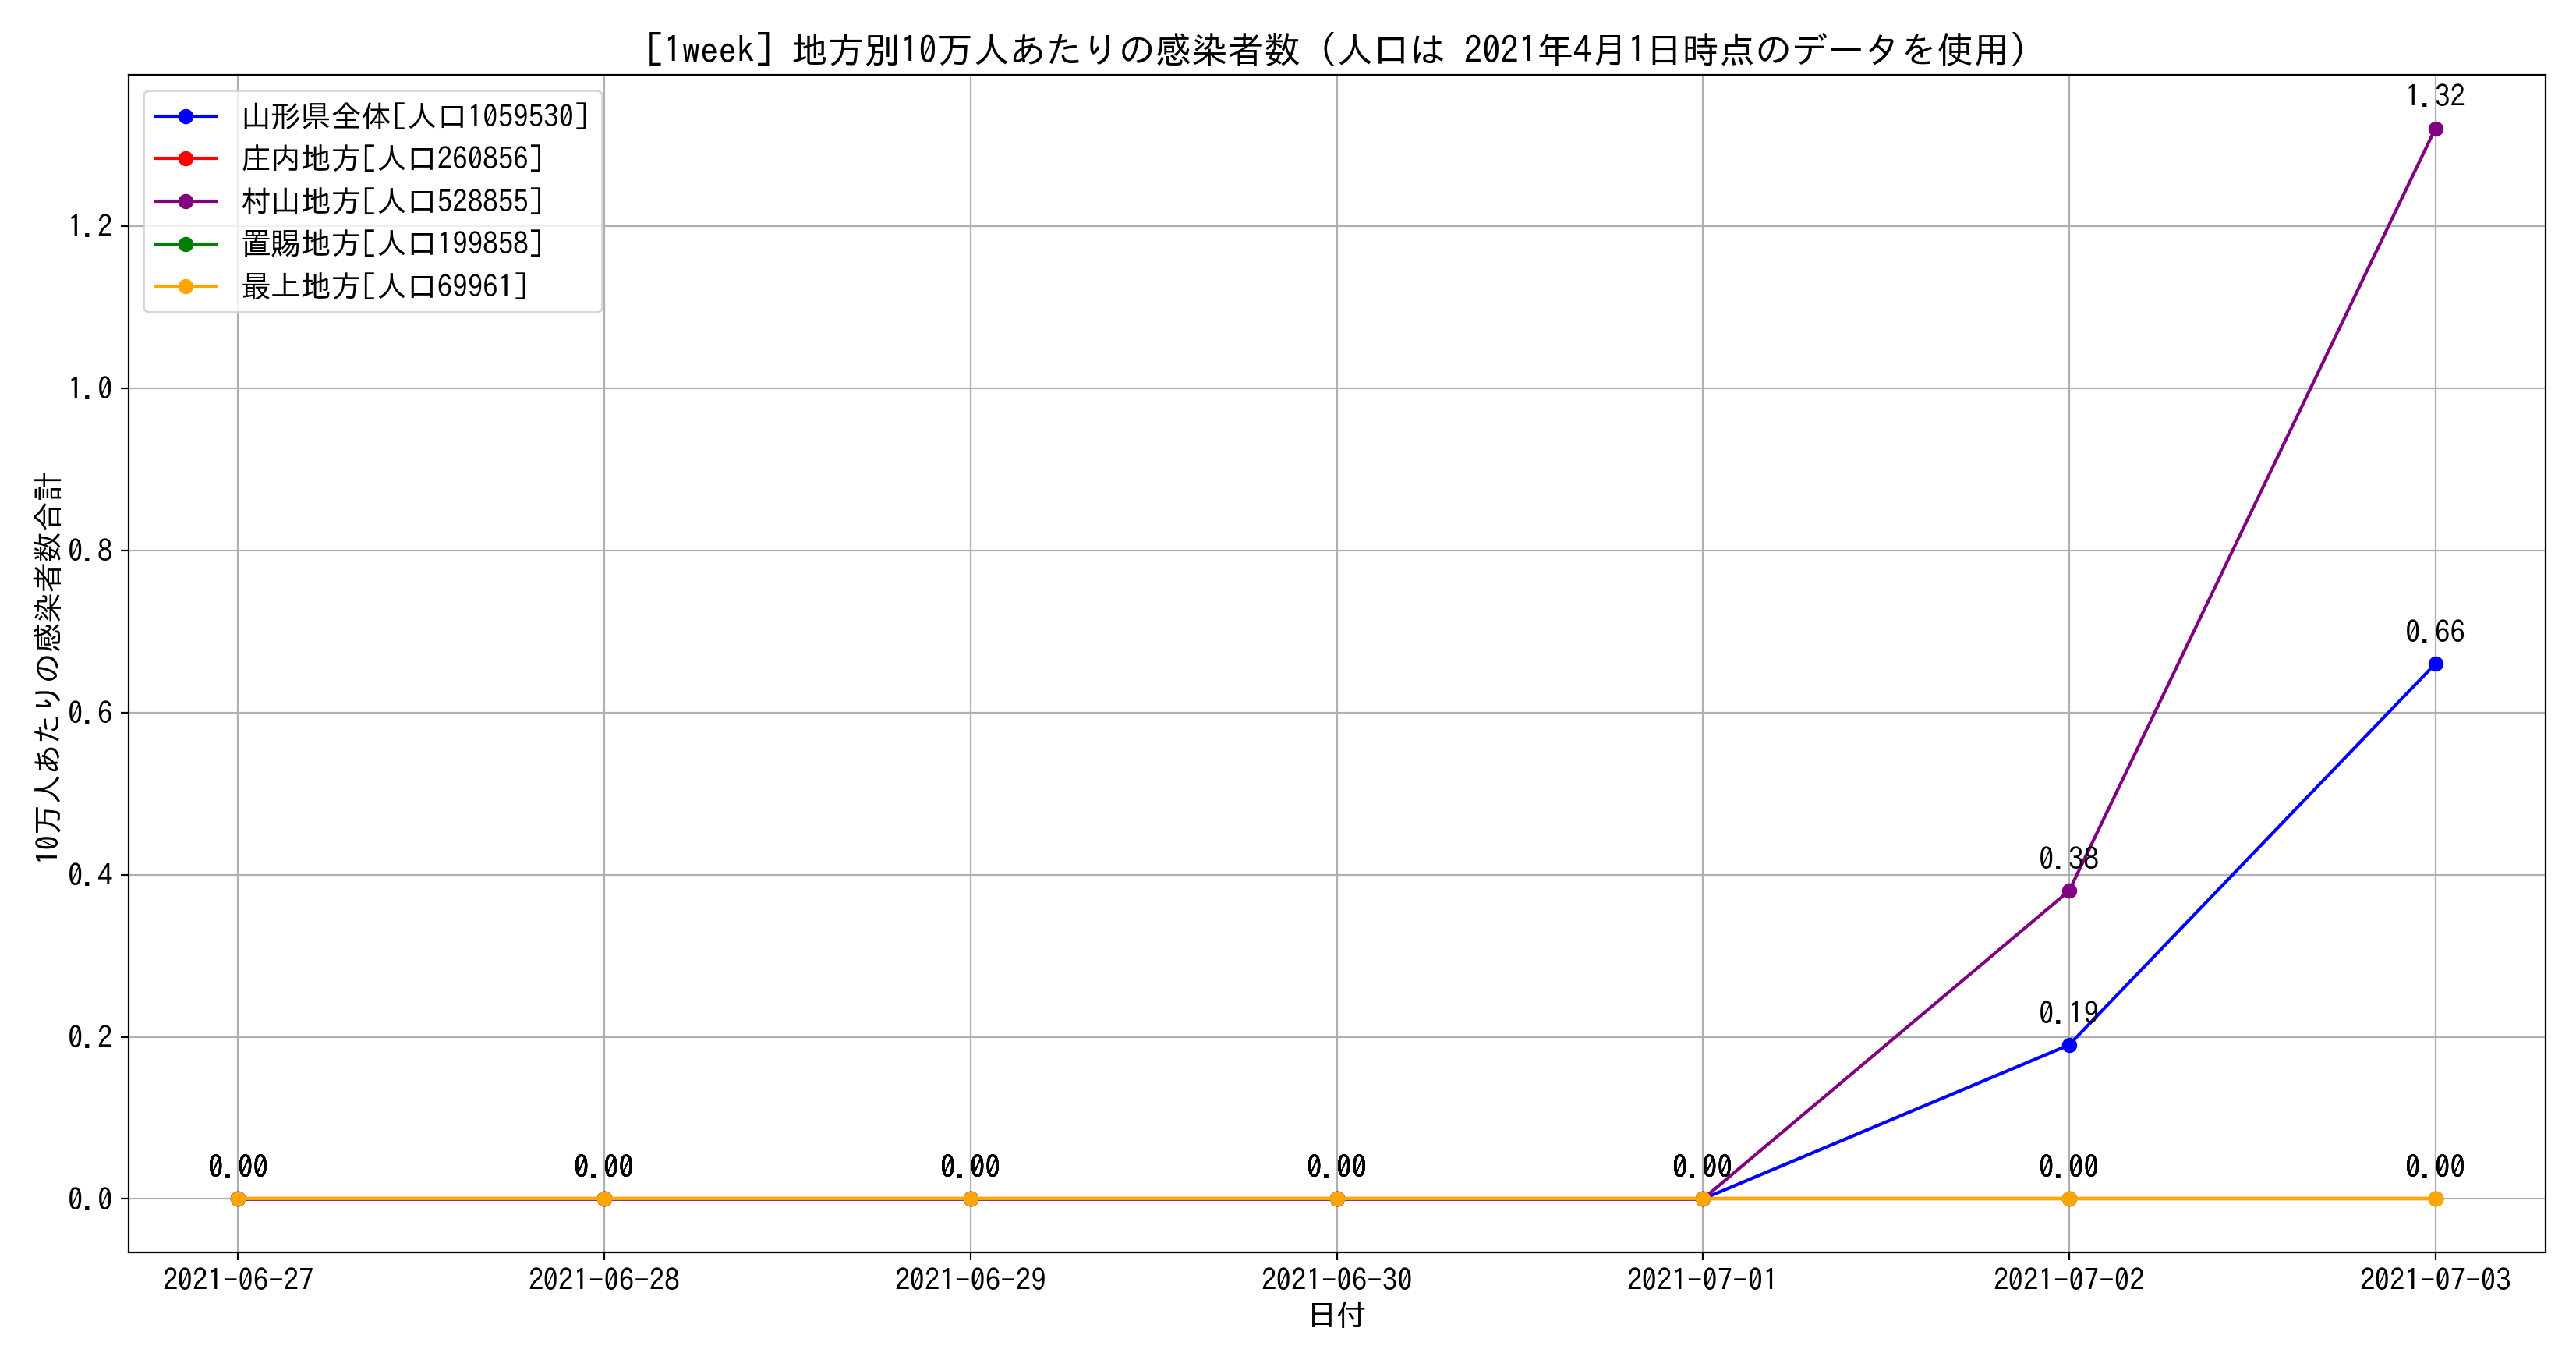 [1week] 地方別10万人あたりの感染者数 (人口は 2021年4月1日時点のデータを使用)
山形県全体[人口1059530]
庄内地方[人口260856]
村山地方[人口528855]
置賜地方[人口199858]
最上地方[人口69961]
10万人あたりの感染者数合計
1.2
1.0
0.8
0.6
0.4
0.2
0.0
1.32
0.66
0.38
0.19
0.00 0.00 0.00 0.00 0.00 0.00 0.00
2021-06-27 2021-06-28 2021-06-29 2021-06-30 2021-07-01 2021-07-02 2021-07-03
日付